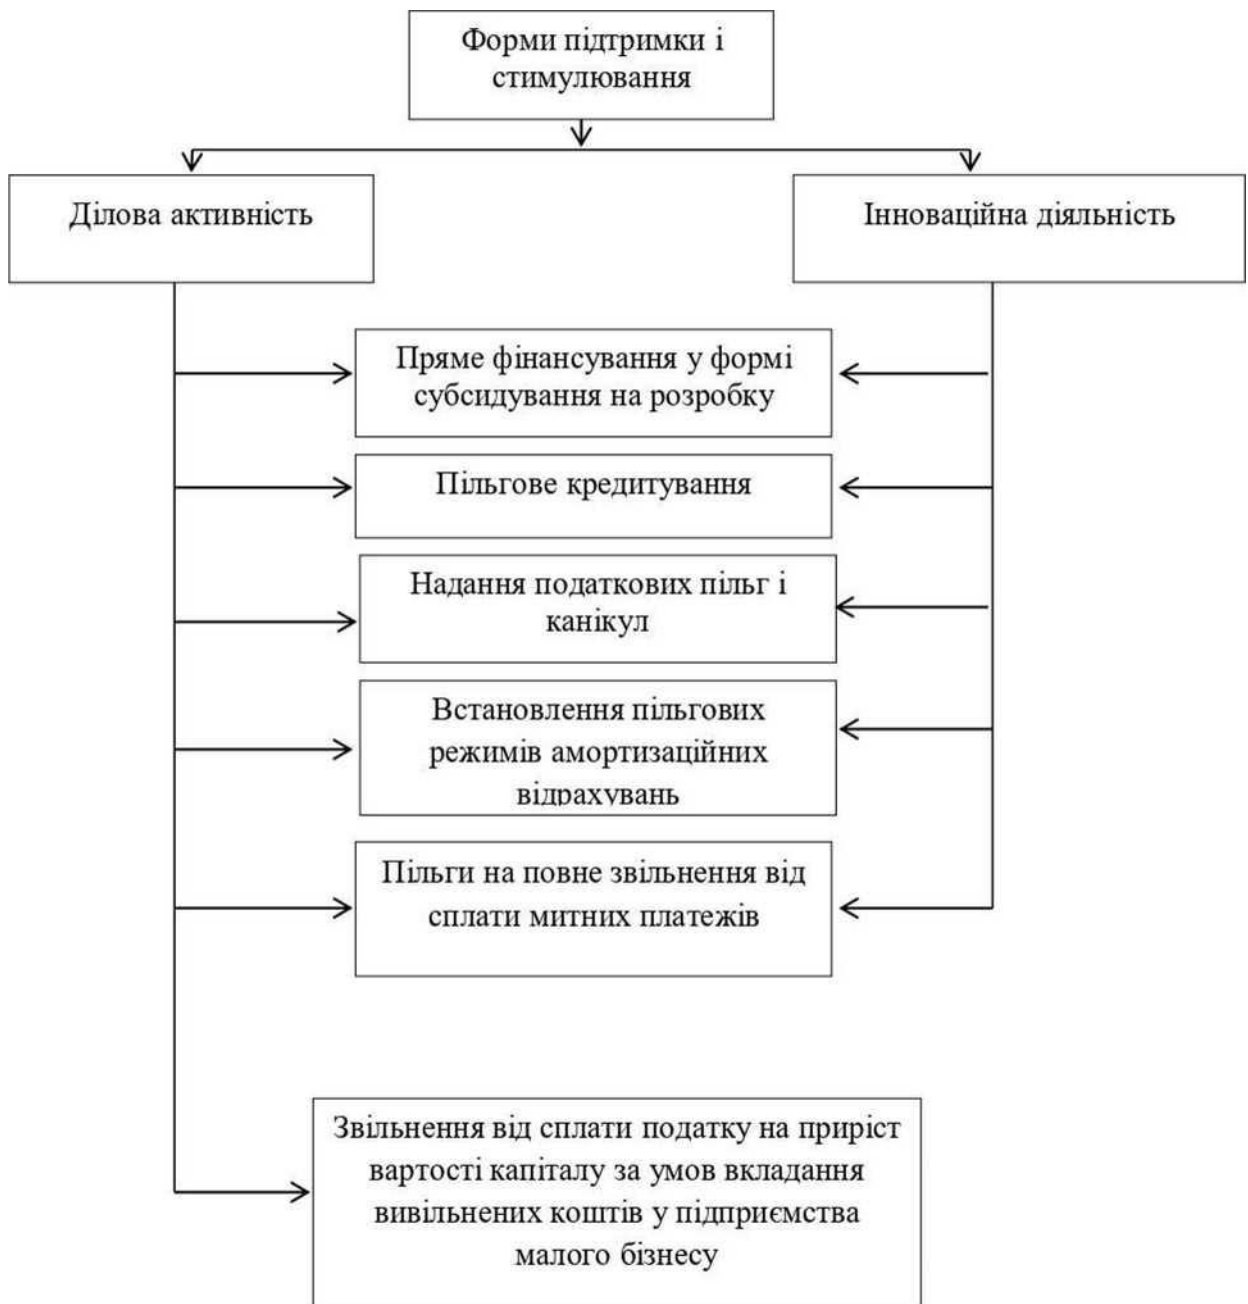 Форми підтримки і
стимулювання
Ділова активність
Інноваційна діяльність
Пряме фінансування у формі
субсидування на розробку
Пільгове кредитування
Надання податкових пільг і
канікул
Встановлення пільгових
режимів амортизаційних
відрахувань
Пільги на повне звільнення від
сплати митних платежів
Звільнення від сплати податку на приріст
вартості капіталу за умов вкладання
вивільнених коштів у підприємства
малого бізнесу